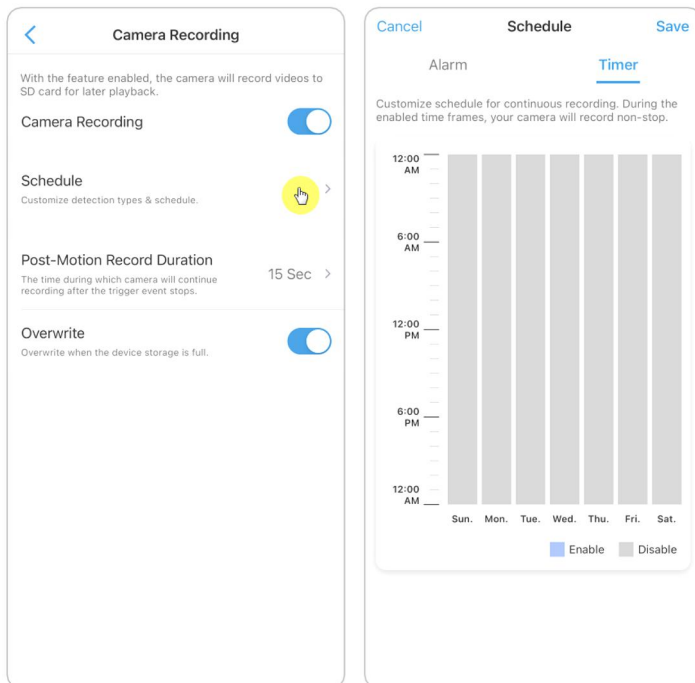 Camera Recording
With the feature enabled, the camera will record videos to
SD card for later playback.
Camera Recording
Schedule
Customize detection types & schedule.
Post-Motion Record Duration
The time during which camera will continue
recording after the trigger event stops.
15 Sec
Overwrite
Overwrite when the device storage is full.
Cancel Schedule Save
Alarm Timer
Customize schedule for continuous recording. During the
enabled time frames, your camera will record non-stop.
12:00
AM
6:00
AM
12:00
PM
6:00
PM
12:00
AM
Sun. Mon. Tue. Wed. Thu. Fri. Sat.
Enable Disable